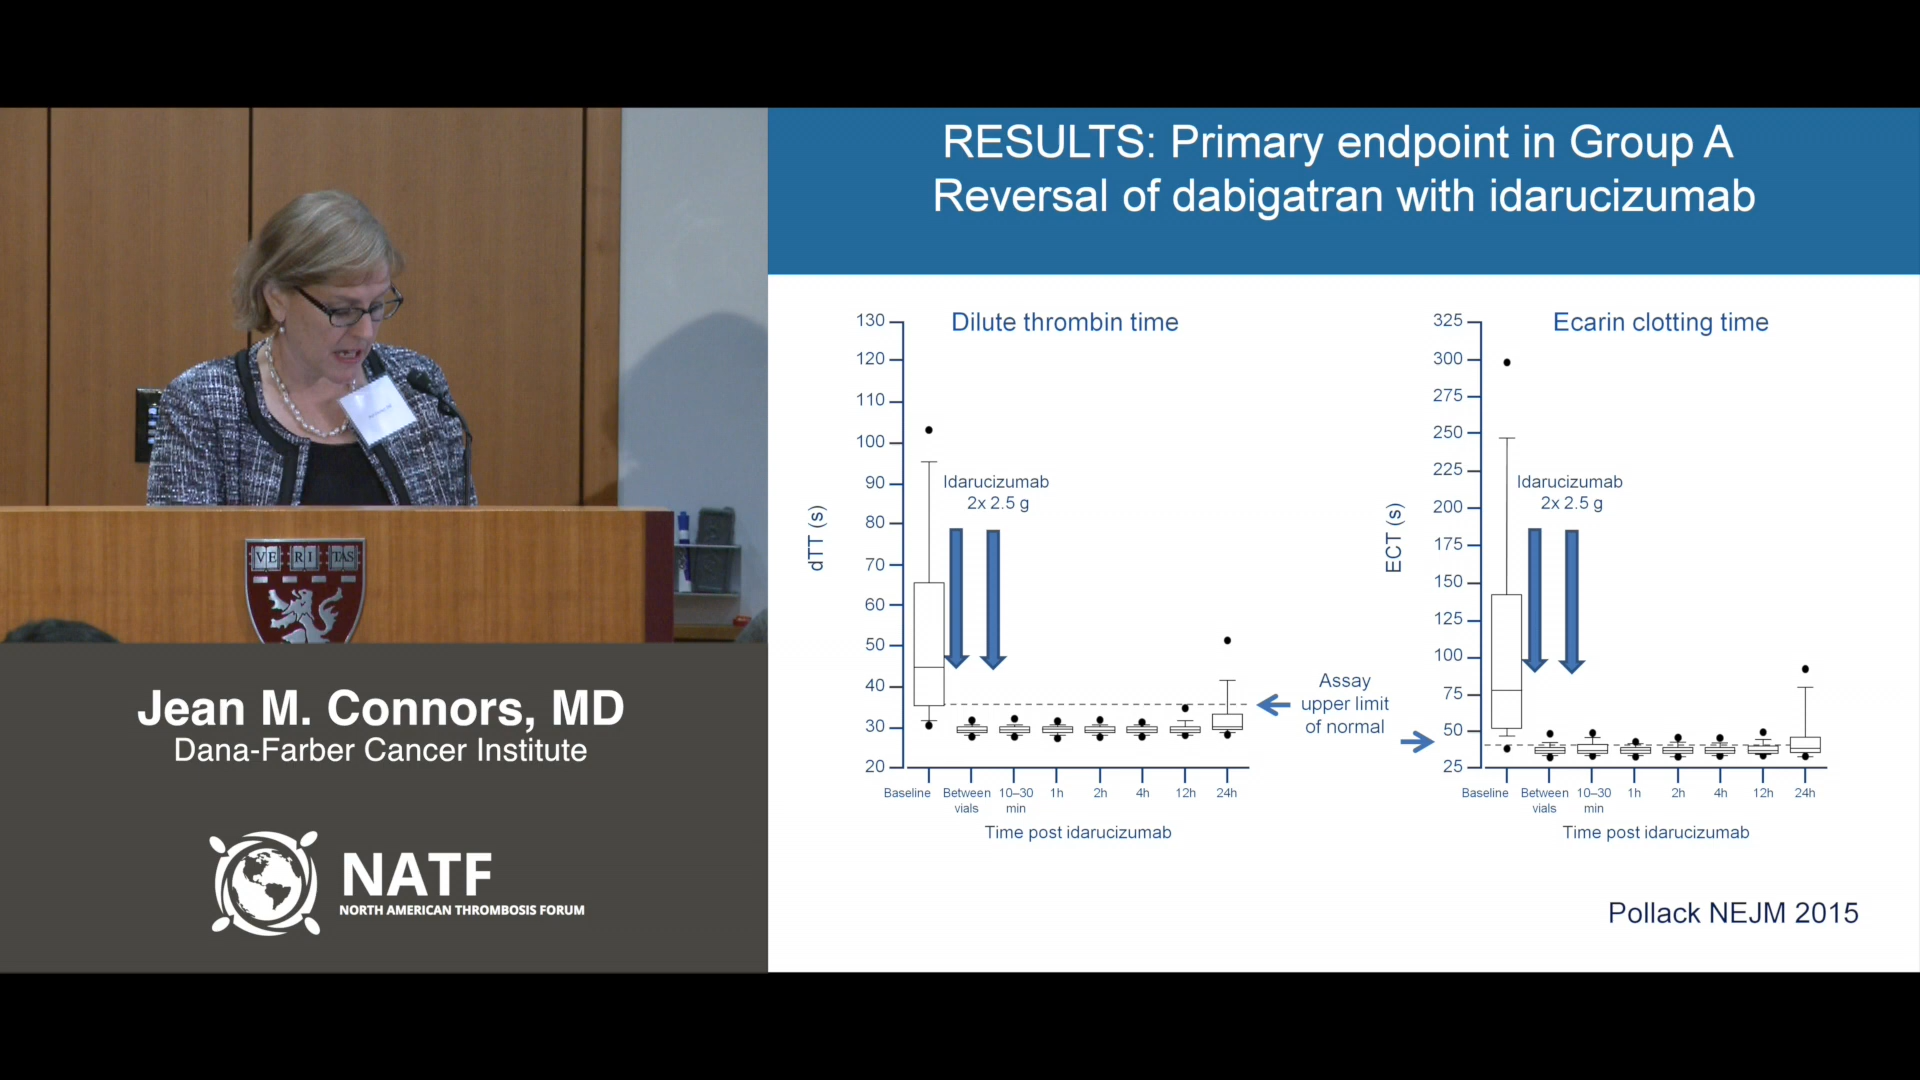 RESULTS: Primary endpoint in Group A
Reversal of dabigatran with idarucizumab
Dilute thrombin time
130
120
110
100
90
80
70
60
50
40
30
20
dTT (s)
Idarucizumab
2x 2.5 g
Baseline
Between
vials
10–30
min
1h
2h
4h
12h
24h
Time post idarucizumab
Assay
upper limit
of normal
Ecarin clotting time
325
300
275
250
225
200
175
150
125
100
75
50
25
ECT (s)
Idarucizumab
2x 2.5 g
Baseline
Between
vials
10–30
min
1h
2h
4h
12h
24h
Time post idarucizumab
Pollack NEJM 2015
VE RI TAS
Jean M. Connors, MD
Dana-Farber Cancer Institute
NATF
NORTH AMERICAN THROMBOSIS FORUM